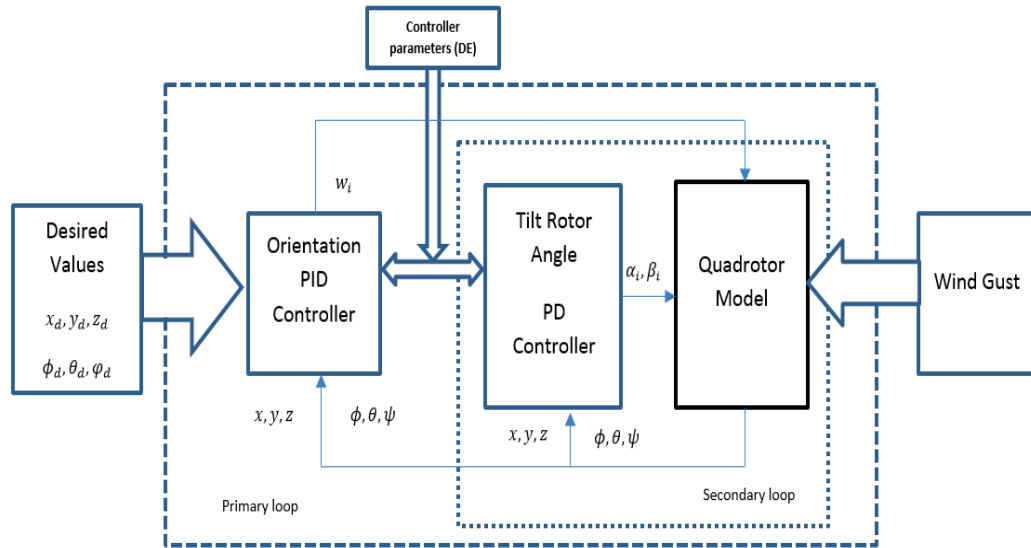 Controller
parameters (DE)
w_i
Desired
Values
x_d, y_d, z_d
ϕ_d, θ_d, φ_d
Orientation
PID
Controller
Tilt Rotor
Angle
PD
Controller
α_i, β_i
Quadrotor
Model
Wind Gust
x, y, z
ϕ, θ, ψ
x, y, z
ϕ, θ, ψ
Primary loop
Secondary loop